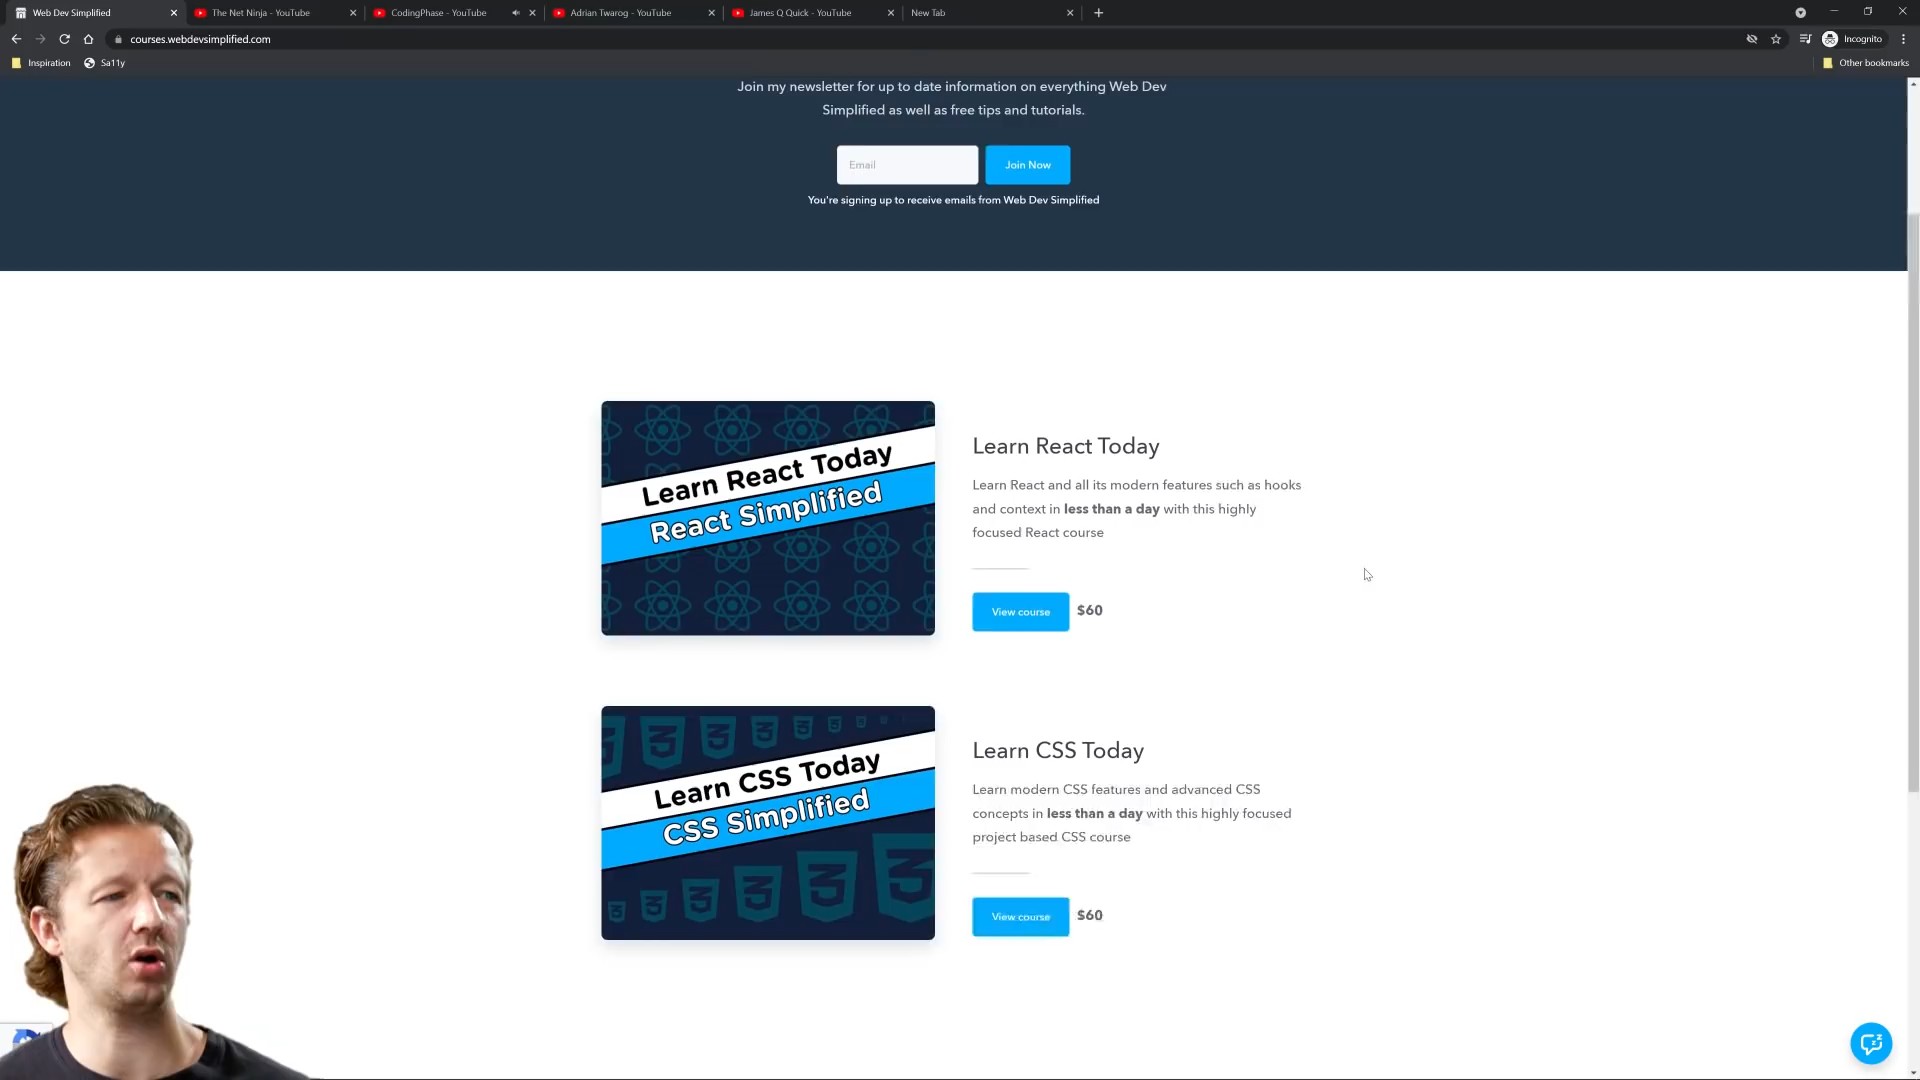 Web Dev Simplified
The Net Ninja - YouTube
CodingPhase - YouTube
Adrian Twarog - YouTube
James Q Quick - YouTube
New Tab
courses.webdevsimplified.com
Incognito
Inspiration
Sa11y
Other bookmarks
Join my newsletter for up to date information on everything Web Dev
Simplified as well as free tips and tutorials.
Email
Join Now
You're signing up to receive emails from Web Dev Simplified
Learn React Today
React Simplified
Learn React Today
Learn React and all its modern features such as hooks
and context in less than a day with this highly
focused React course
View course
$60
Learn CSS Today
CSS Simplified
Learn CSS Today
Learn modern CSS features and advanced CSS
concepts in less than a day with this highly focused
project based CSS course
View course
$60